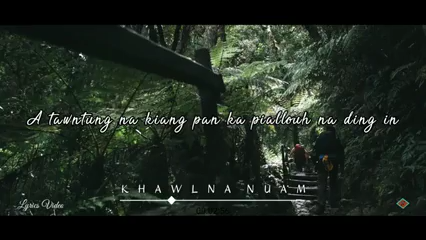 A tawntung na kiang pan ka piallouh na ding in
KHAWLNA NUAM
-Lyrics Video